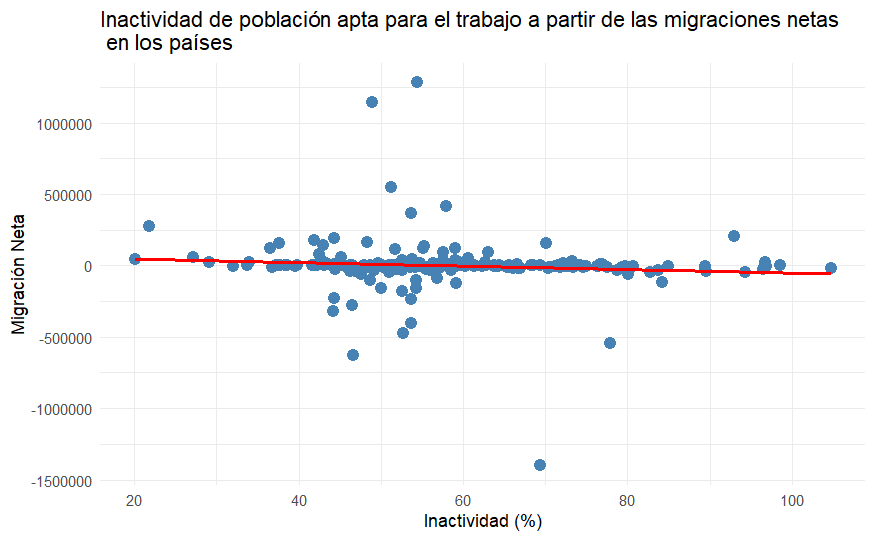 Inactividad de población apta para el trabajo a partir de las migraciones netas
en los países
Migración Neta
1000000
500000
0
-500000
-1000000
-1500000
20
40
60
80
100
Inactividad (%)